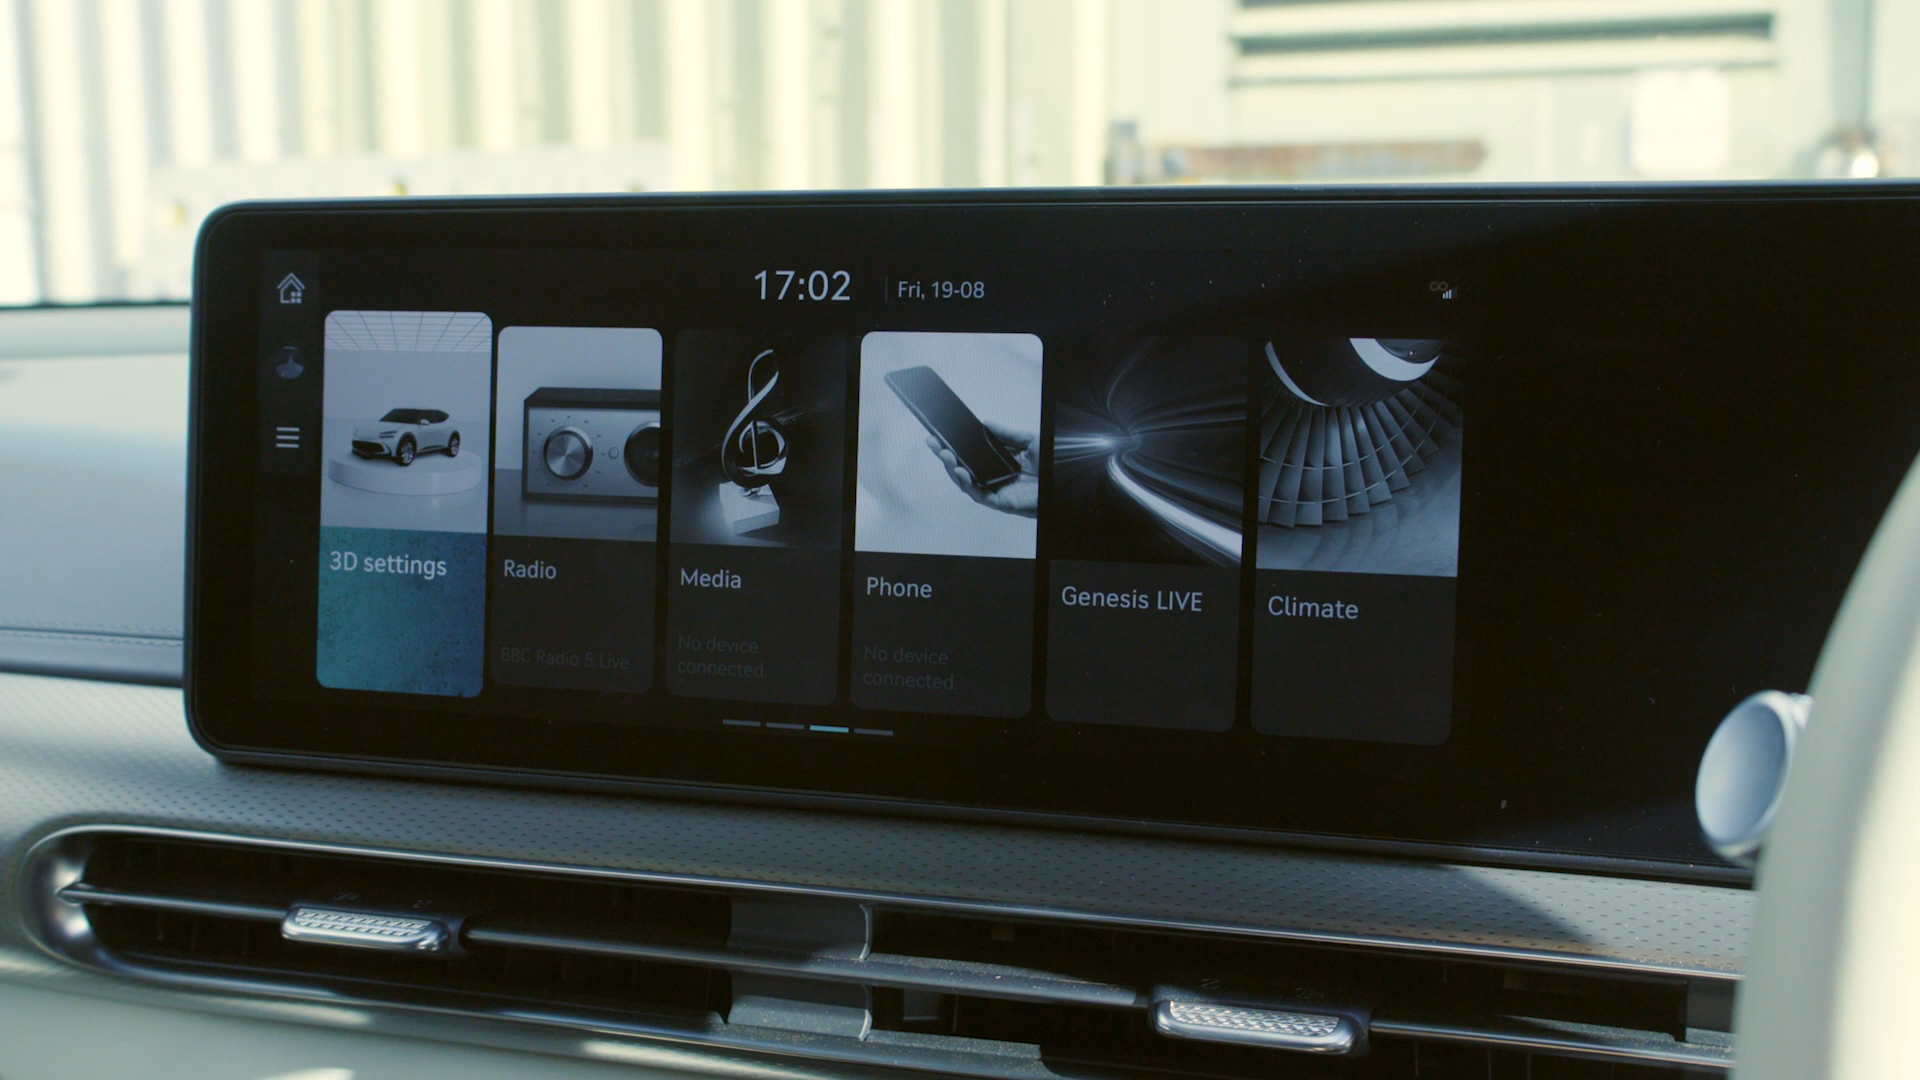 17:02
Fri, 19-08
3D settings
Radio
BBC Radio 5 Live
Media
No device
connected.
Phone
No device
connected.
Genesis LIVE
Climate